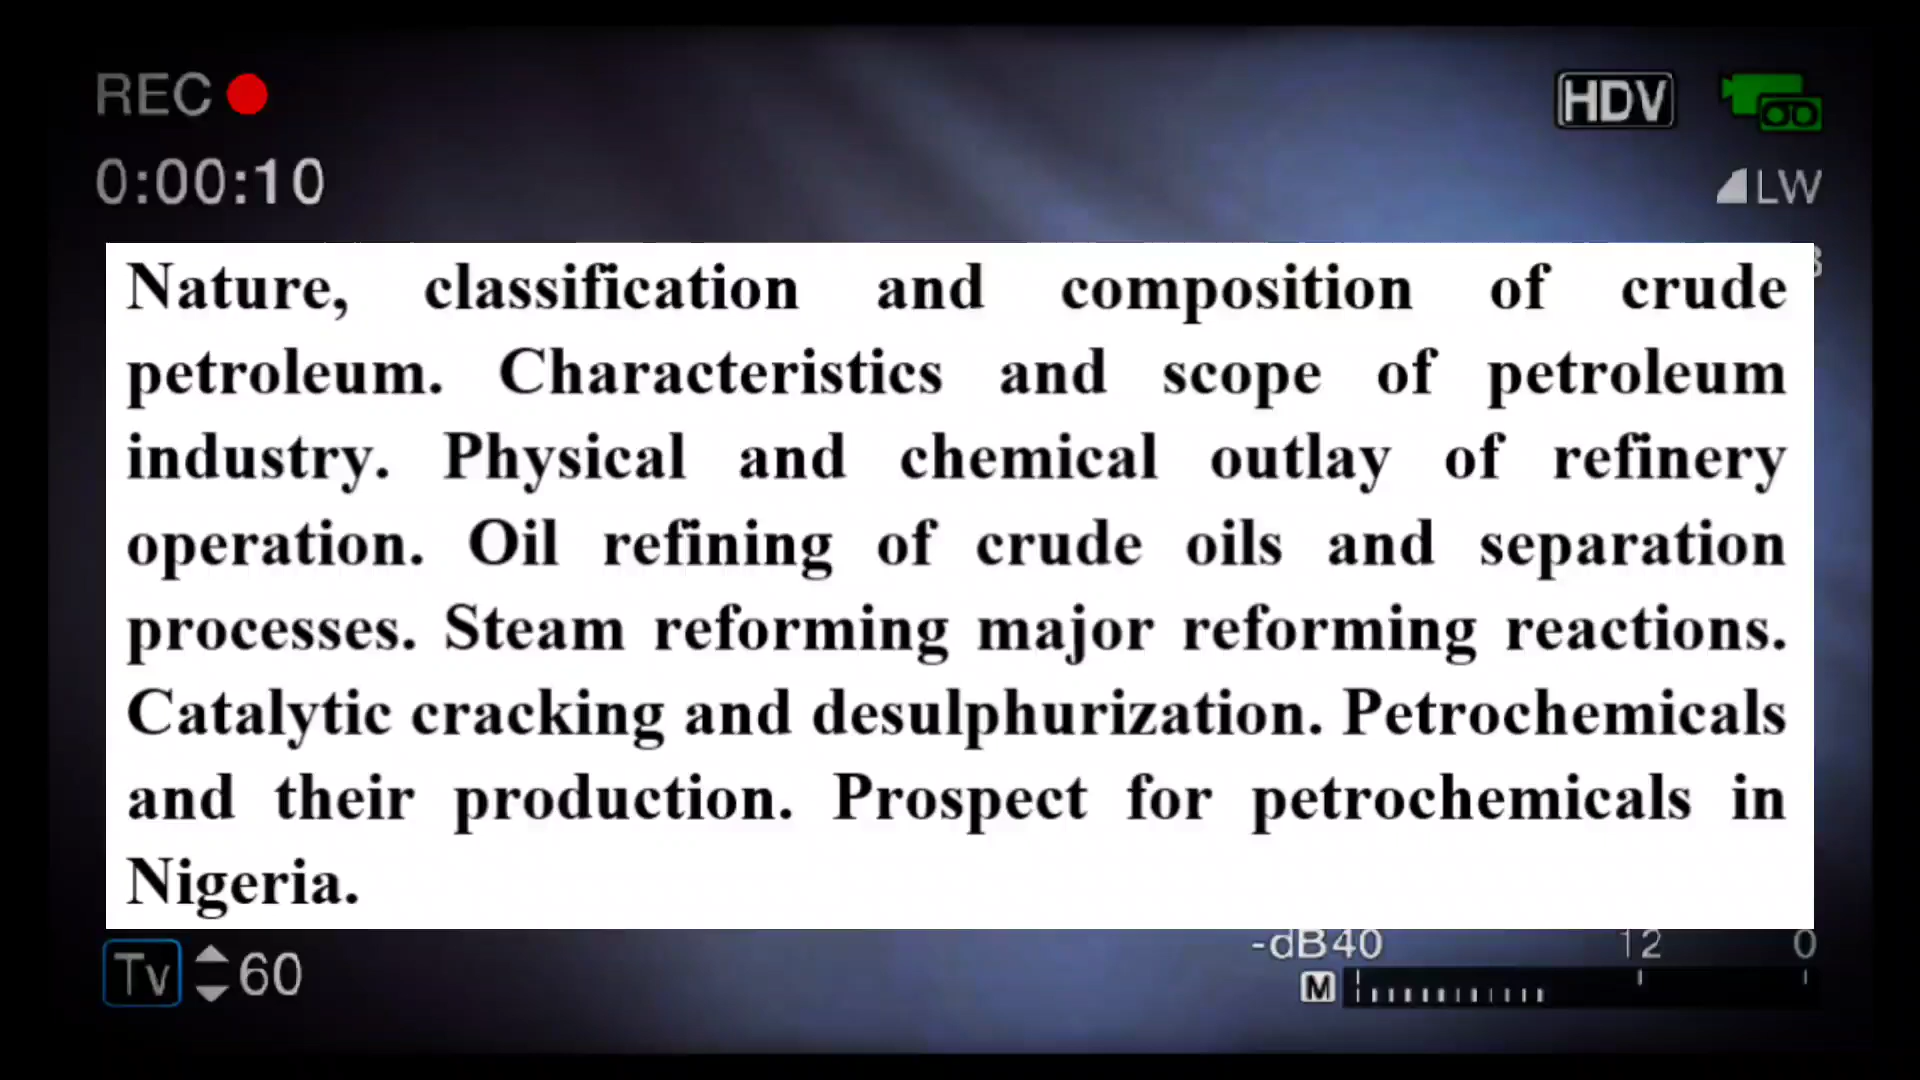 REC
HDV
0:00:10
LW
Nature, classification and composition of crude
petroleum. Characteristics and scope of petroleum
industry. Physical and chemical outlay of refinery
operation. Oil refining of crude oils and separation
processes. Steam reforming major reforming reactions.
Catalytic cracking and desulphurization. Petrochemicals
and their production. Prospect for petrochemicals in
Nigeria.
-dB40 12 0
Tv 60
M